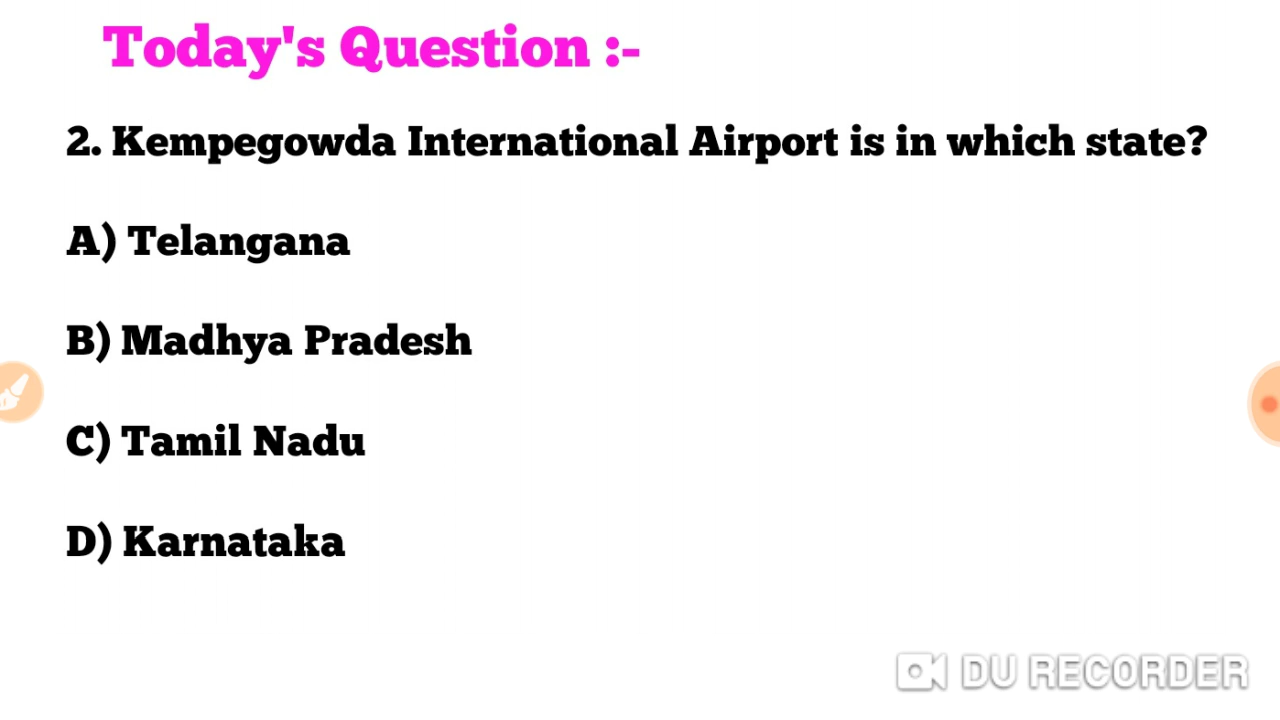 Today's Question :-
2. Kempegowda International Airport is in which state?
A) Telangana
B) Madhya Pradesh
C) Tamil Nadu
D) Karnataka
DU RECORDER